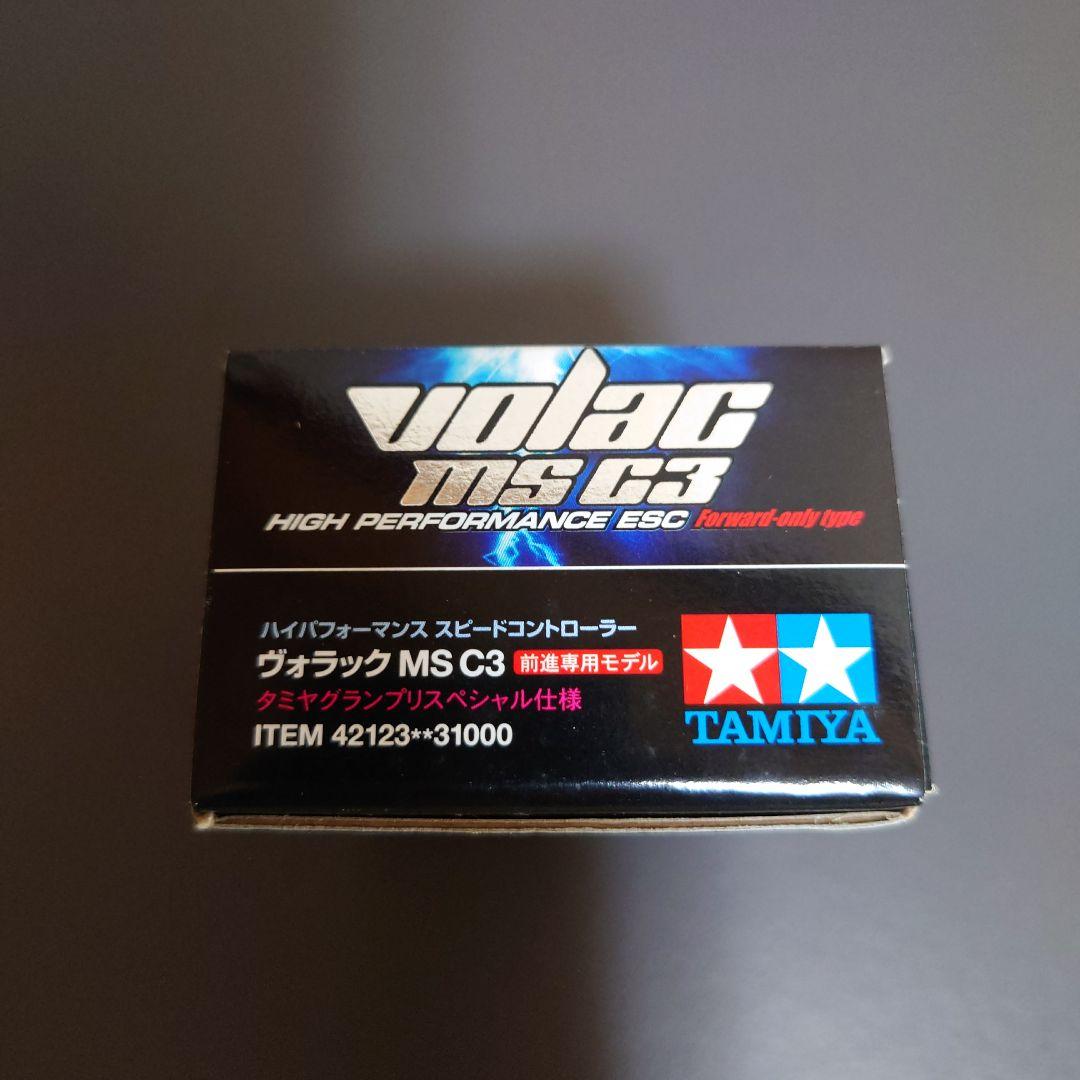 volac
ms C3
HIGH PERFORMANCE ESC Forward-only type
ハイパフォーマンス スピードコントローラー
ヴォラック MS C3 前進専用モデル
タミヤグランプリスペシャル仕様
ITEM 42123**31000
TAMIYA